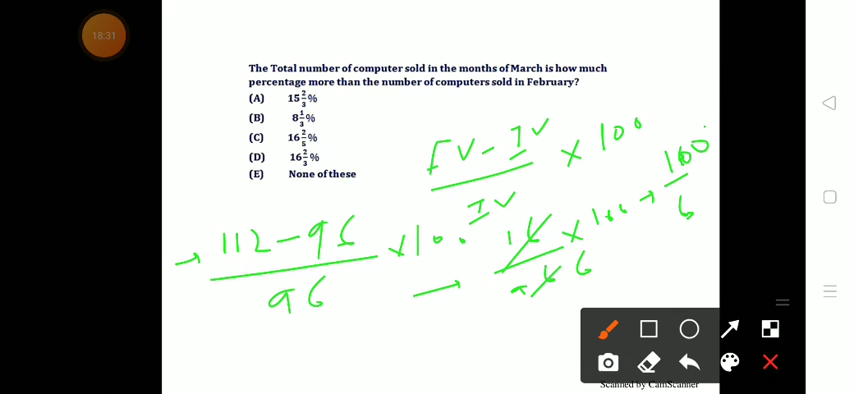 18:31
The Total number of computer sold in the months of March is how much
percentage more than the number of computers sold in February?
(A) 15 2/3 %
(B) 8 1/3 %
(C) 16 2/5 %
(D) 16 2/3 %
(E) None of these
FV - IV / IV × 100
→ 112 - 96 / 96 × 100
→ 16 / 96 6 × 100 → 100 / 6
Scanned by CamScanner